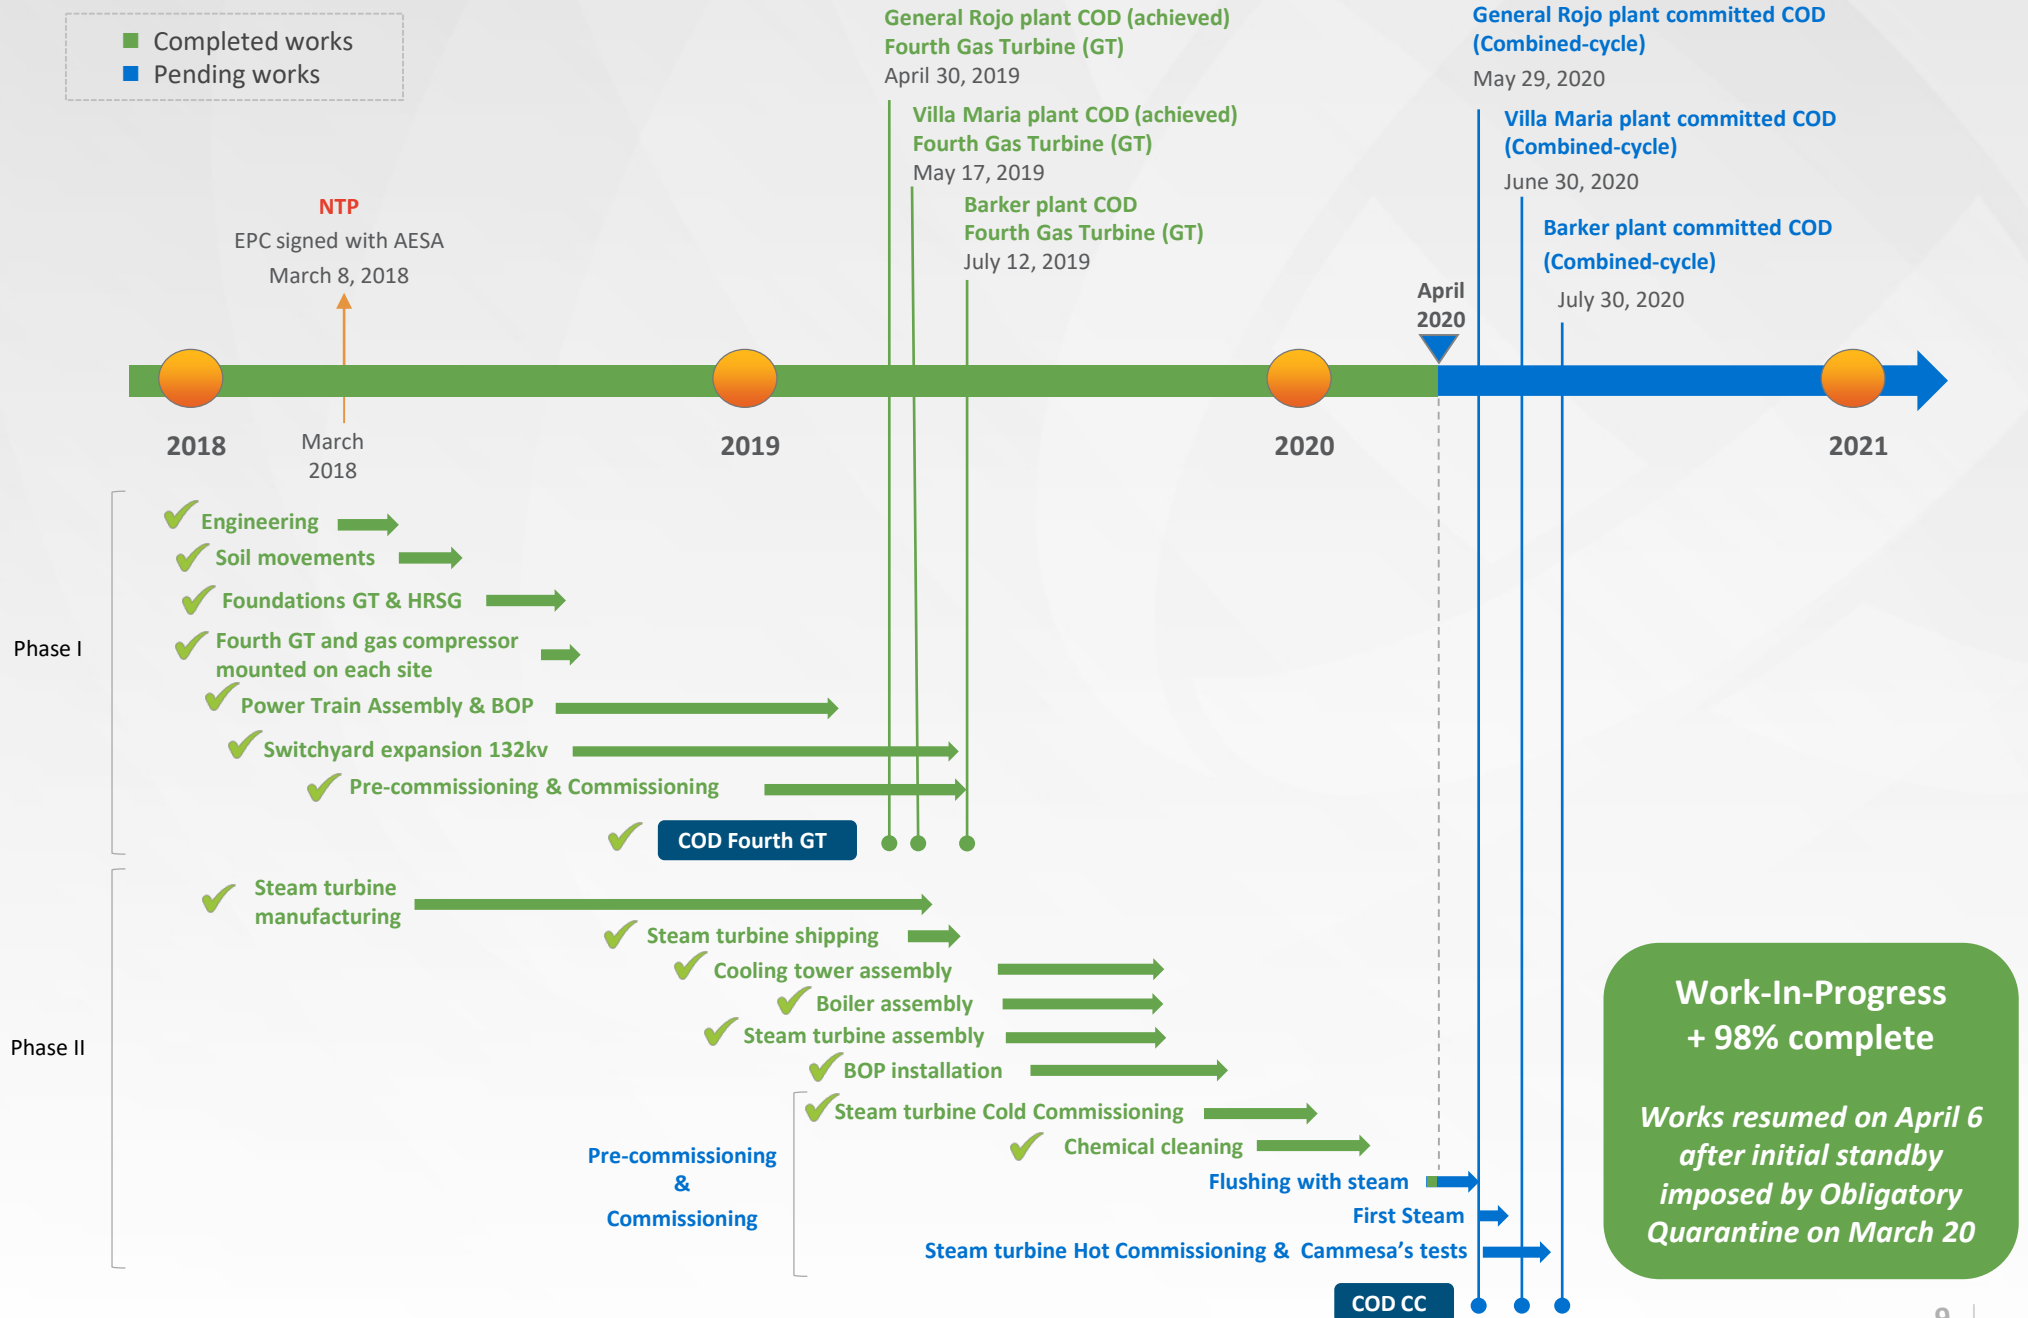 Completed works
Pending works
General Rojo plant COD (achieved)
Fourth Gas Turbine (GT)
April 30, 2019
Villa Maria plant COD (achieved)
Fourth Gas Turbine (GT)
May 17, 2019
Barker plant COD
Fourth Gas Turbine (GT)
July 12, 2019
General Rojo plant committed COD
(Combined-cycle)
May 29, 2020
Villa Maria plant committed COD
(Combined-cycle)
June 30, 2020
Barker plant committed COD
(Combined-cycle)
July 30, 2020
NTP
EPC signed with AESA
March 8, 2018
April
2020
2018
March
2018
2019
2020
2021
Phase I
Engineering
Soil movements
Foundations GT & HRSG
Fourth GT and gas compressor
mounted on each site
Power Train Assembly & BOP
Switchyard expansion 132kv
Pre-commissioning & Commissioning
COD Fourth GT
Phase II
Steam turbine
manufacturing
Steam turbine shipping
Cooling tower assembly
Boiler assembly
Steam turbine assembly
BOP installation
Pre-commissioning
&
Commissioning
Steam turbine Cold Commissioning
Chemical cleaning
Flushing with steam
First Steam
Steam turbine Hot Commissioning & Cammesa's tests
COD CC
Work-In-Progress
+ 98% complete
Works resumed on April 6
after initial standby
imposed by Obligatory
Quarantine on March 20
9